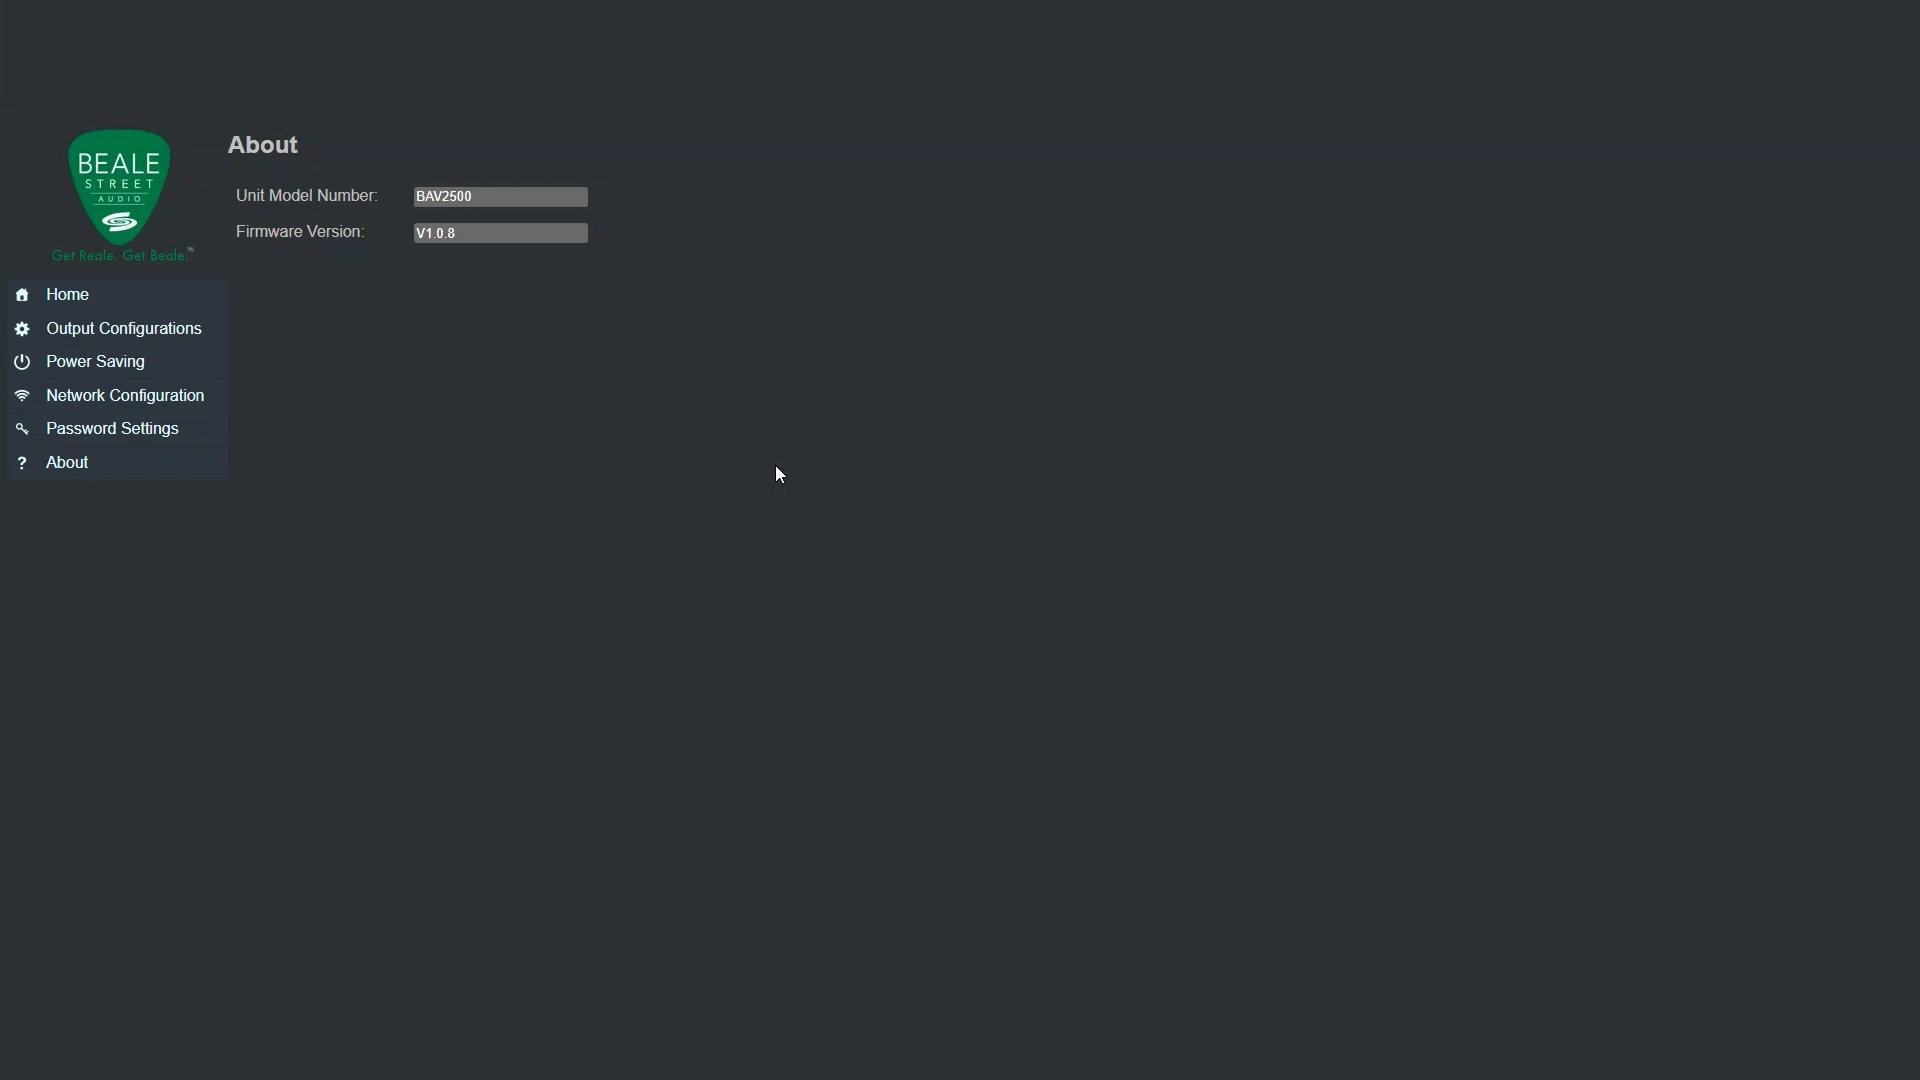 BEALE
STREET
AUDIO
Get Reale. Get Beale.™
About
Unit Model Number: BAV2500
Firmware Version: V1.0.8
Home
Output Configurations
Power Saving
Network Configuration
Password Settings
About